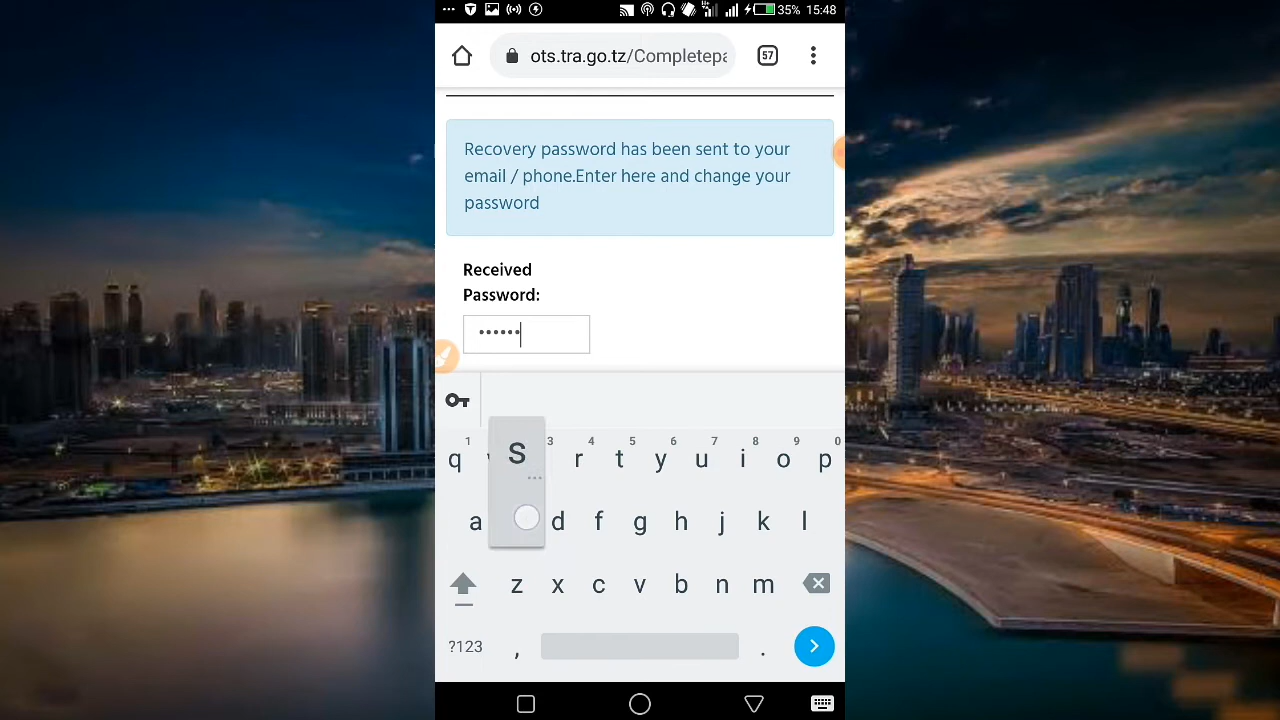 35% 15:48
ots.tra.go.tz/Completepa
57
Recovery password has been sent to your
email / phone.Enter here and change your
password
Received
Password:
••••••
1 3 4 5 6 7 8 9 0
q r t y u i o p
S
a d f g h j k l
z x c v b n m
?123 , .